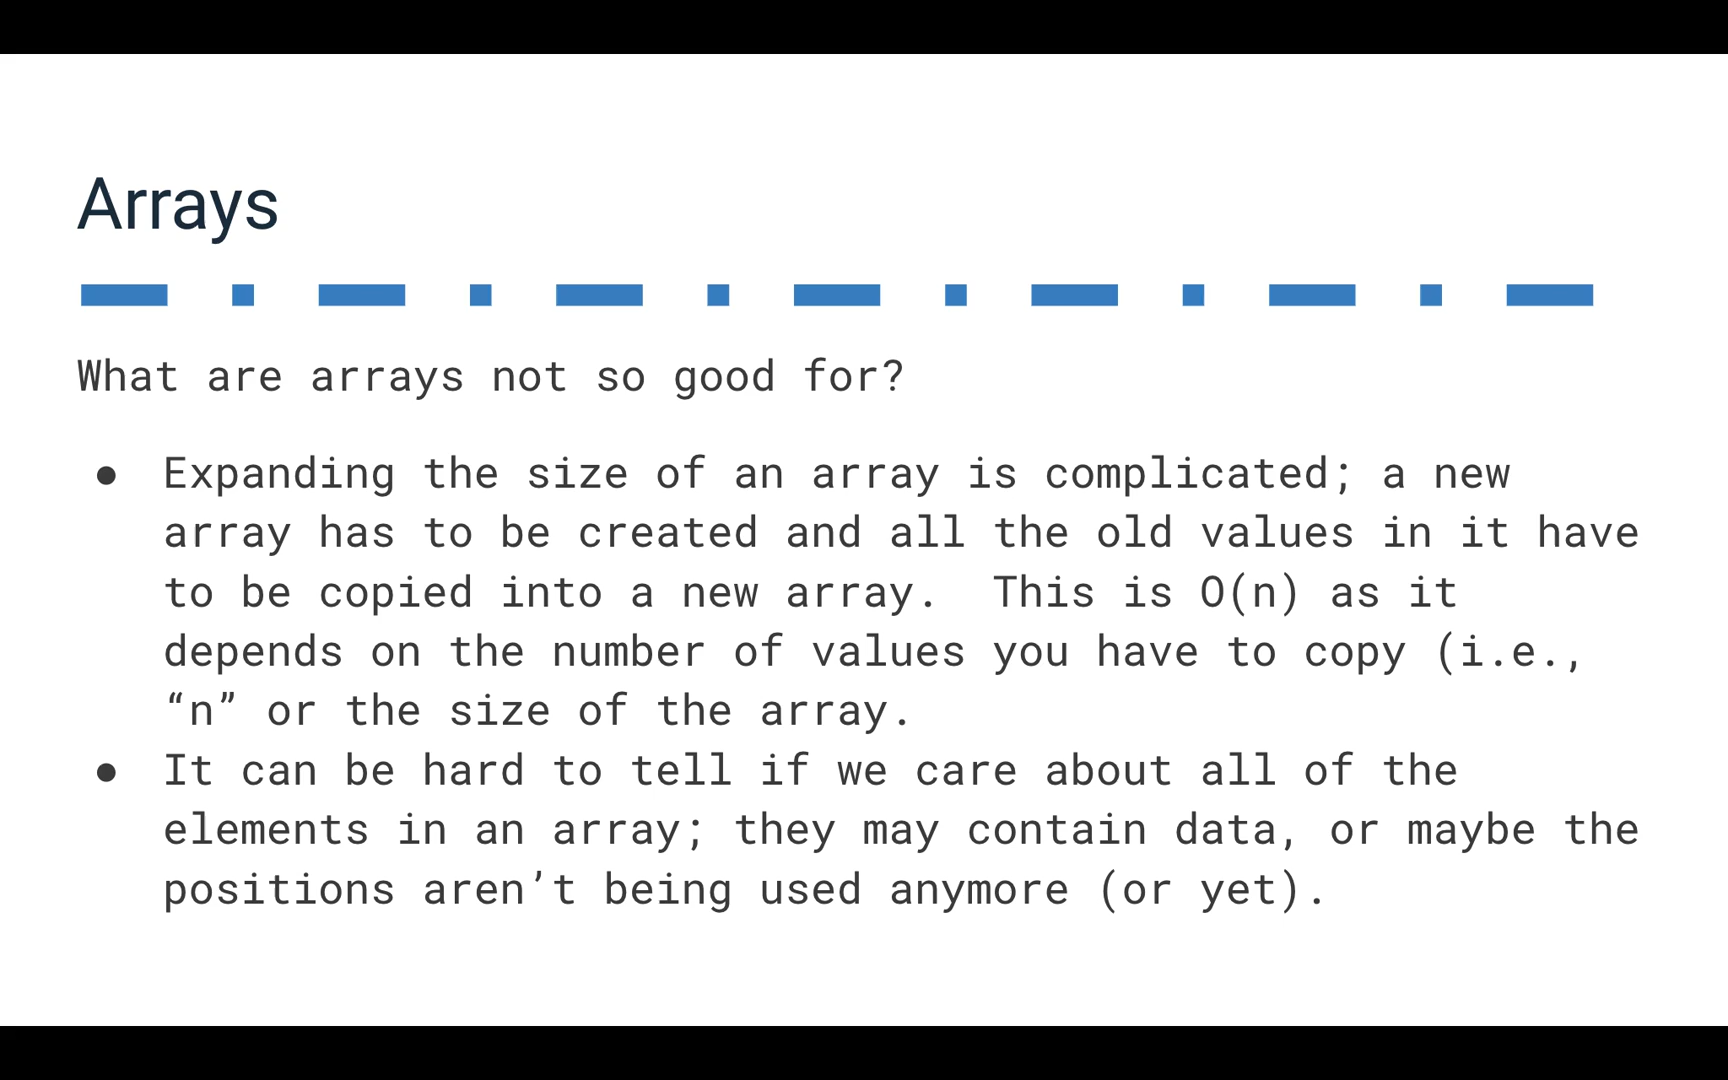 Arrays
What are arrays not so good for?
● Expanding the size of an array is complicated; a new
array has to be created and all the old values in it have
to be copied into a new array.  This is O(n) as it
depends on the number of values you have to copy (i.e.,
“n” or the size of the array.
● It can be hard to tell if we care about all of the
elements in an array; they may contain data, or maybe the
positions aren’t being used anymore (or yet).